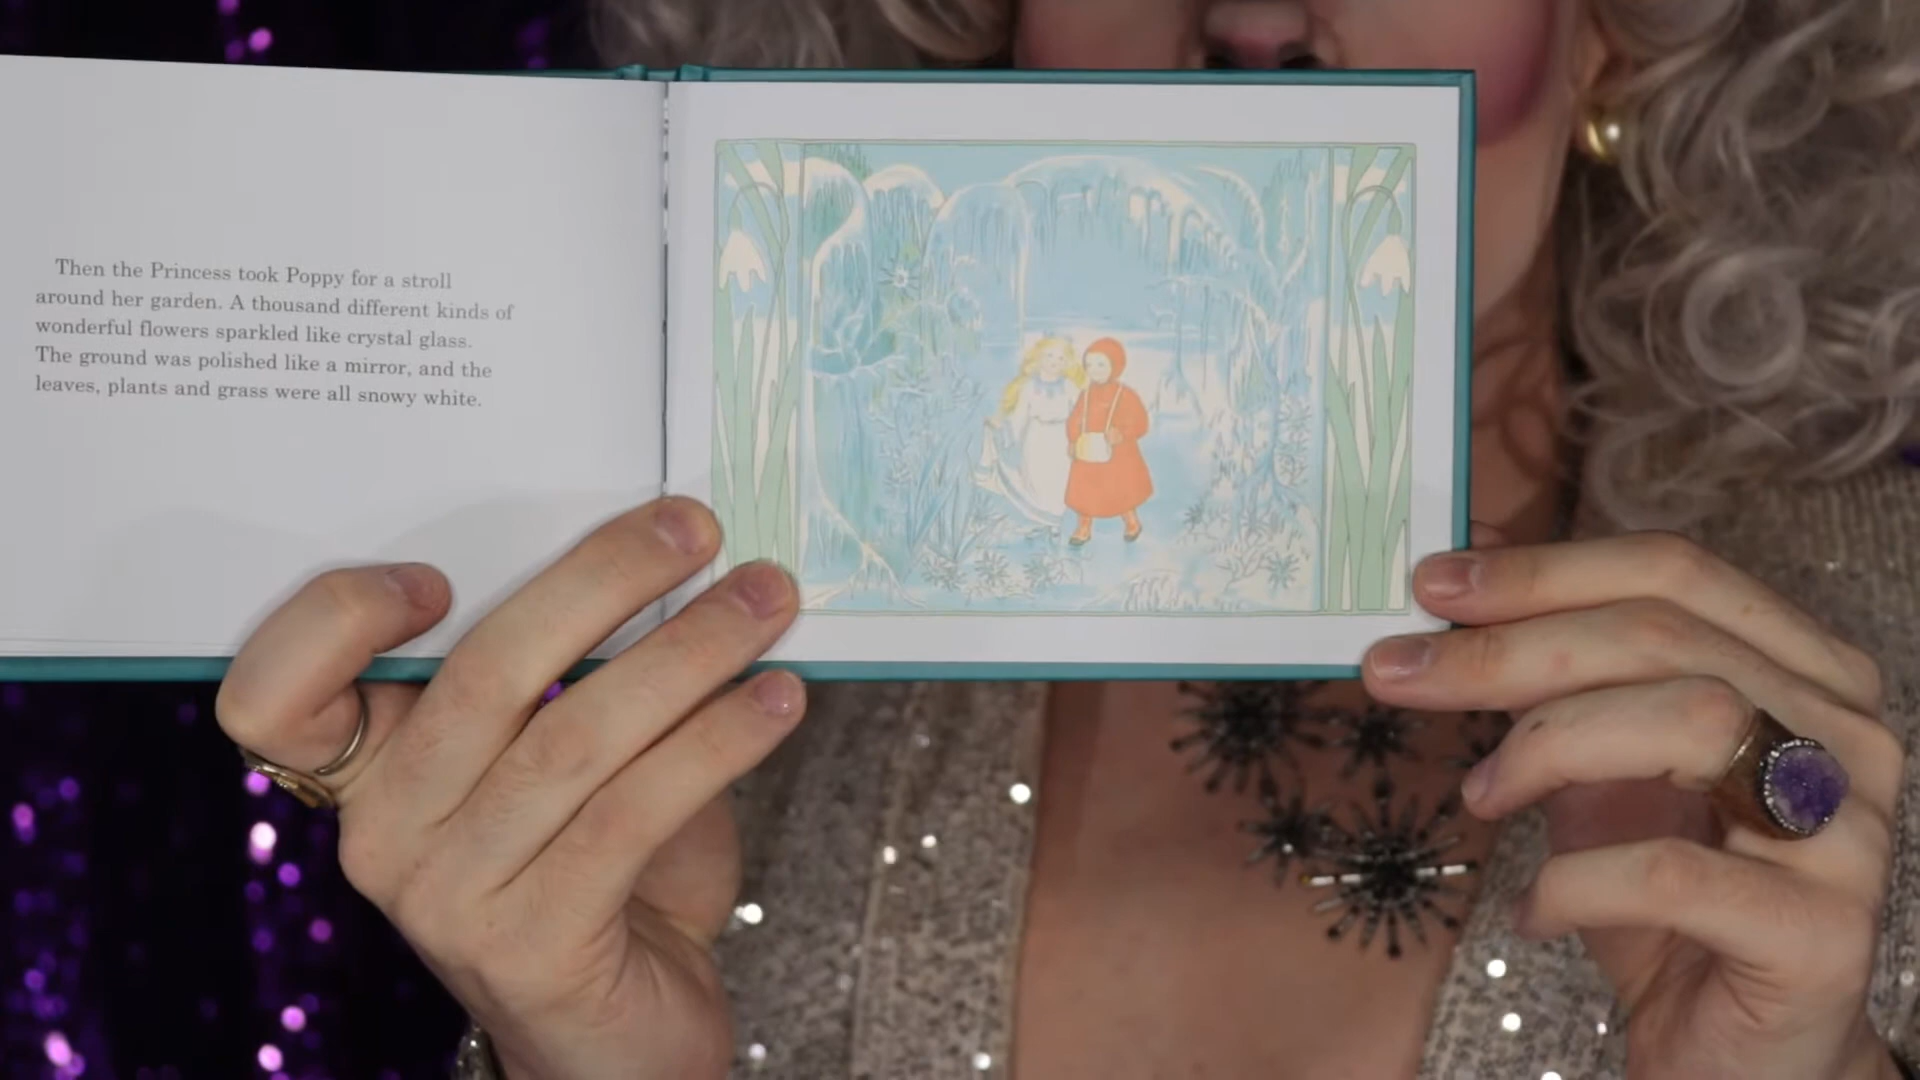 Then the Princess took Poppy for a stroll
around her garden. A thousand different kinds of
wonderful flowers sparkled like crystal glass.
The ground was polished like a mirror, and the
leaves, plants and grass were all snowy white.